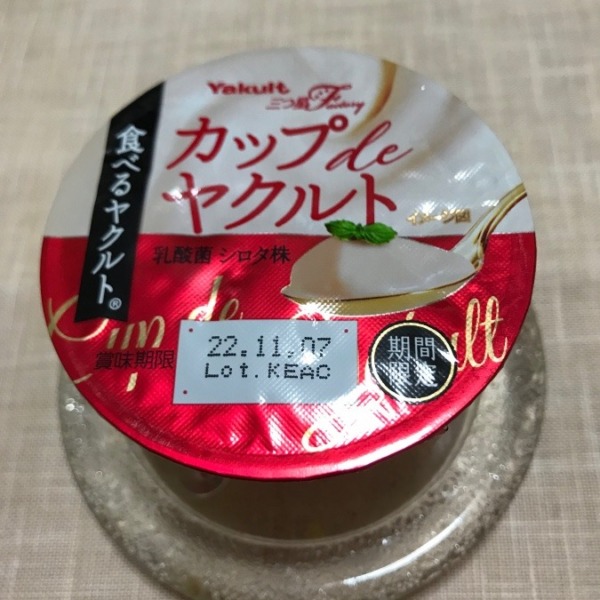 Yakult
三つ星Factory
カップde
ヤクルト
食べるヤクルト®
イメージ図
乳酸菌 シロタ株
Cup de
賞味期限
22.11.07
Lot.KEAC
期間
限定